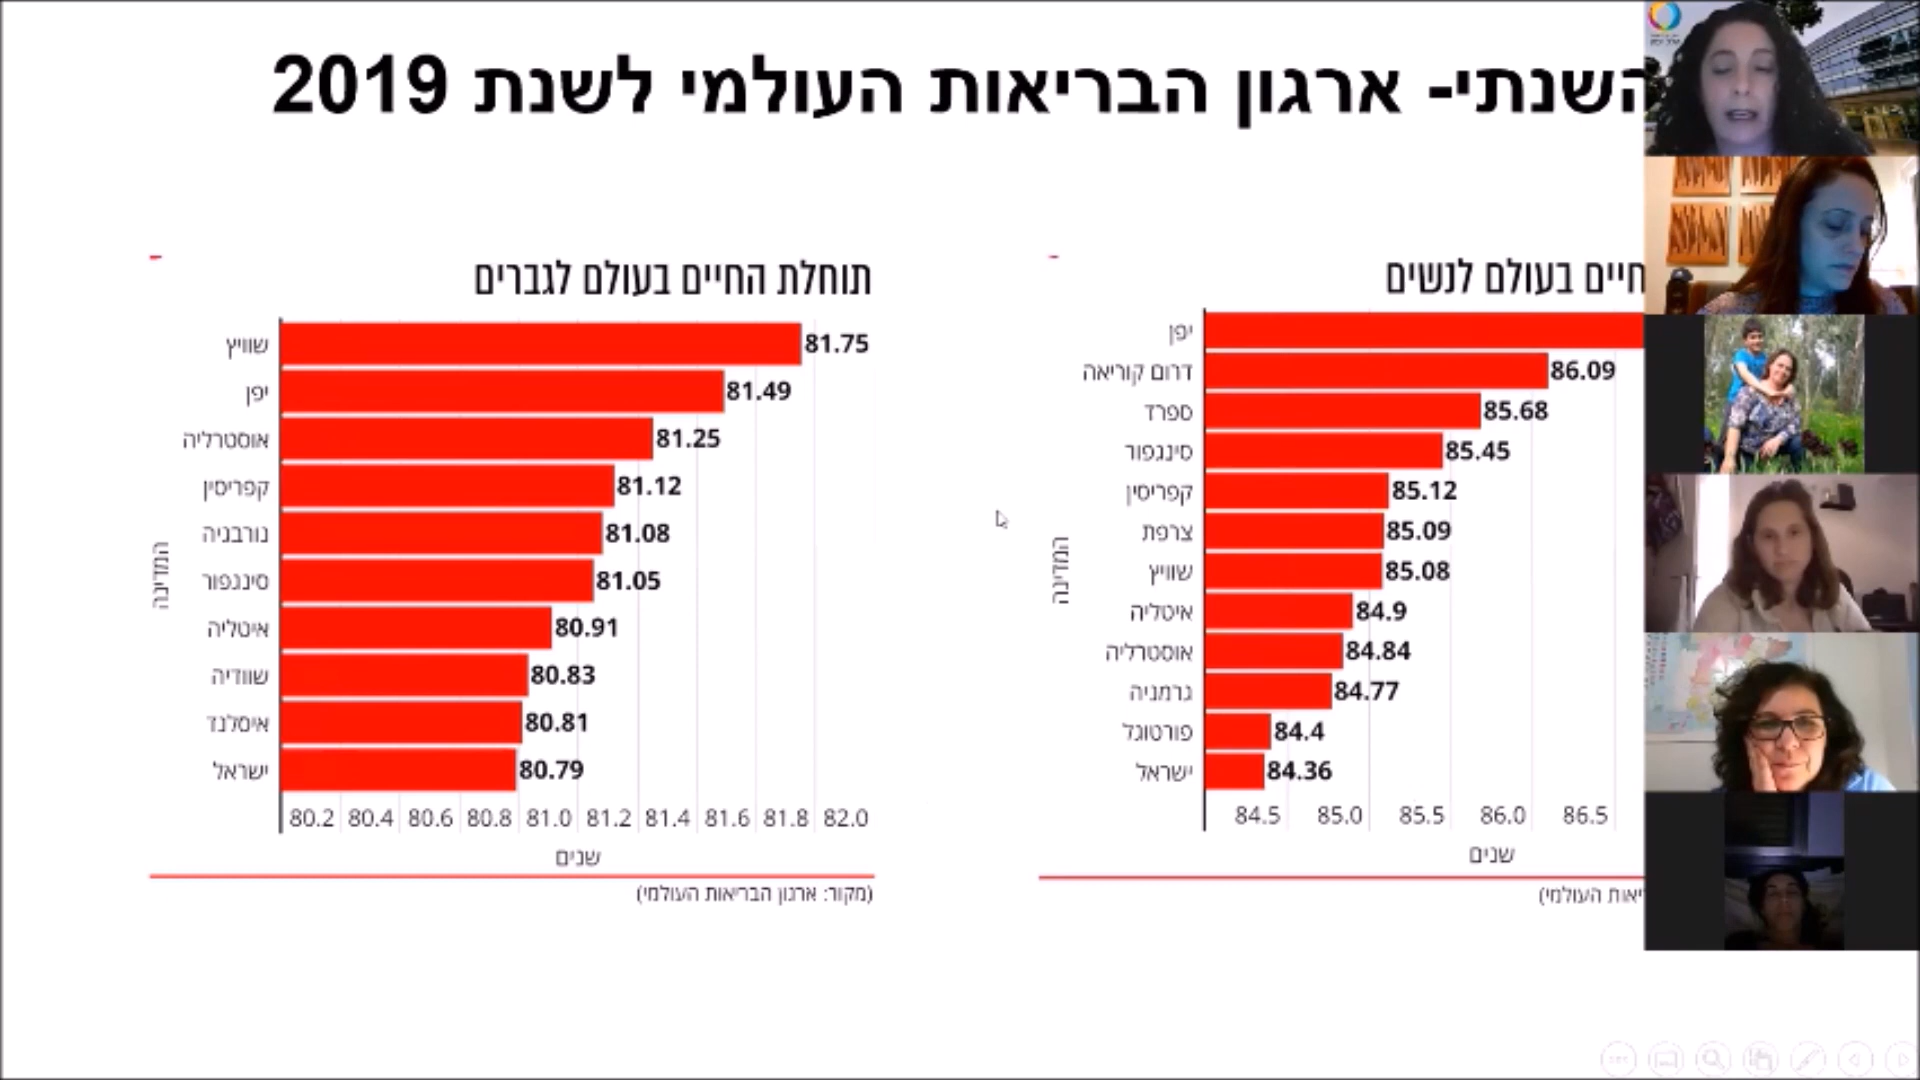 השנתי- ארגון הבריאות העולמי לשנת 2019
חיים בעולם לנשים
יפן
דרום קוריאה 86.09
ספרד 85.68
סינגפור 85.45
קפריסין 85.12
צרפת 85.09
שוויץ 85.08
איטליה 84.9
אוסטרליה 84.84
גרמניה 84.77
פורטוגל 84.4
ישראל 84.36
המדינה
84.5 85.0 85.5 86.0 86.5
שנים
העולמי)
תוחלת החיים בעולם לגברים
שוויץ 81.75
יפן 81.49
אוסטרליה 81.25
קפריסין 81.12
נורבגיה 81.08
סינגפור 81.05
איטליה 80.91
שוודיה 80.83
איסלנד 80.81
ישראל 80.79
המדינה
80.2 80.4 80.6 80.8 81.0 81.2 81.4 81.6 81.8 82.0
שנים
(מקור: ארגון הבריאות העולמי)